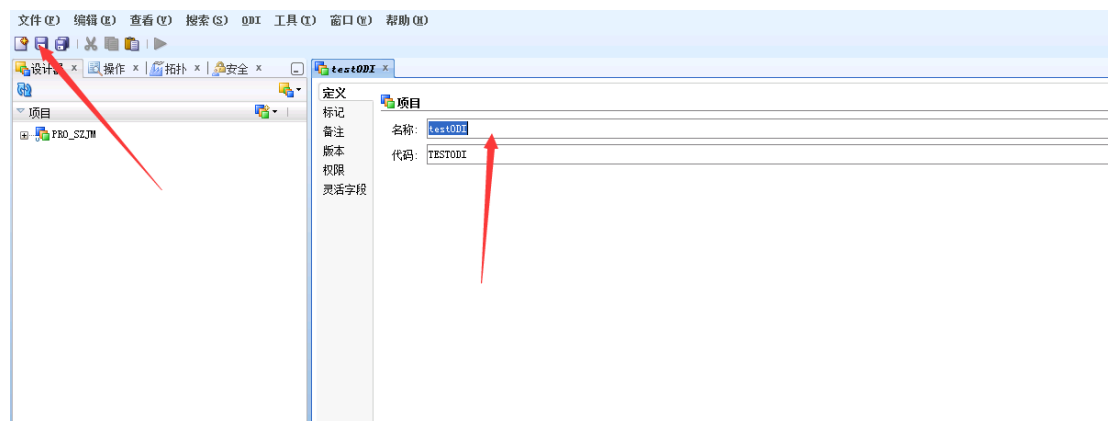 文件(F) 编辑(E) 查看(V) 搜索(S) ODI 工具(T) 窗口(W) 帮助(H)
设计器 × 操作 × 拓扑 × 安全 ×
项目
PRO_SZJM
testODI ×
定义
标记
备注
版本
权限
灵活字段
项目
名称: testODI
代码: TESTODI